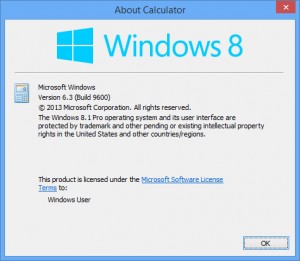 About Calculator
Windows 8
Microsoft Windows
Version 6.3 (Build 9600)
© 2013 Microsoft Corporation. All rights reserved.
The Windows 8.1 Pro operating system and its user interface are
protected by trademark and other pending or existing intellectual property
rights in the United States and other countries/regions.
This product is licensed under the Microsoft Software License
Terms to:
Windows User
OK